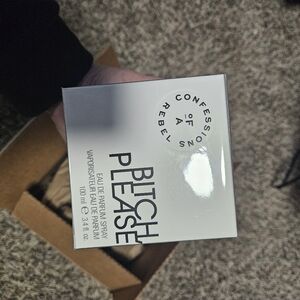 CONFESSIONS
OF
A
REBEL
BITCH
PLEASE
EAU DE PARFUM SPRAY
VAPORISATEUR EAU DE PARFUM
100 ml e 3.4 fl. oz.